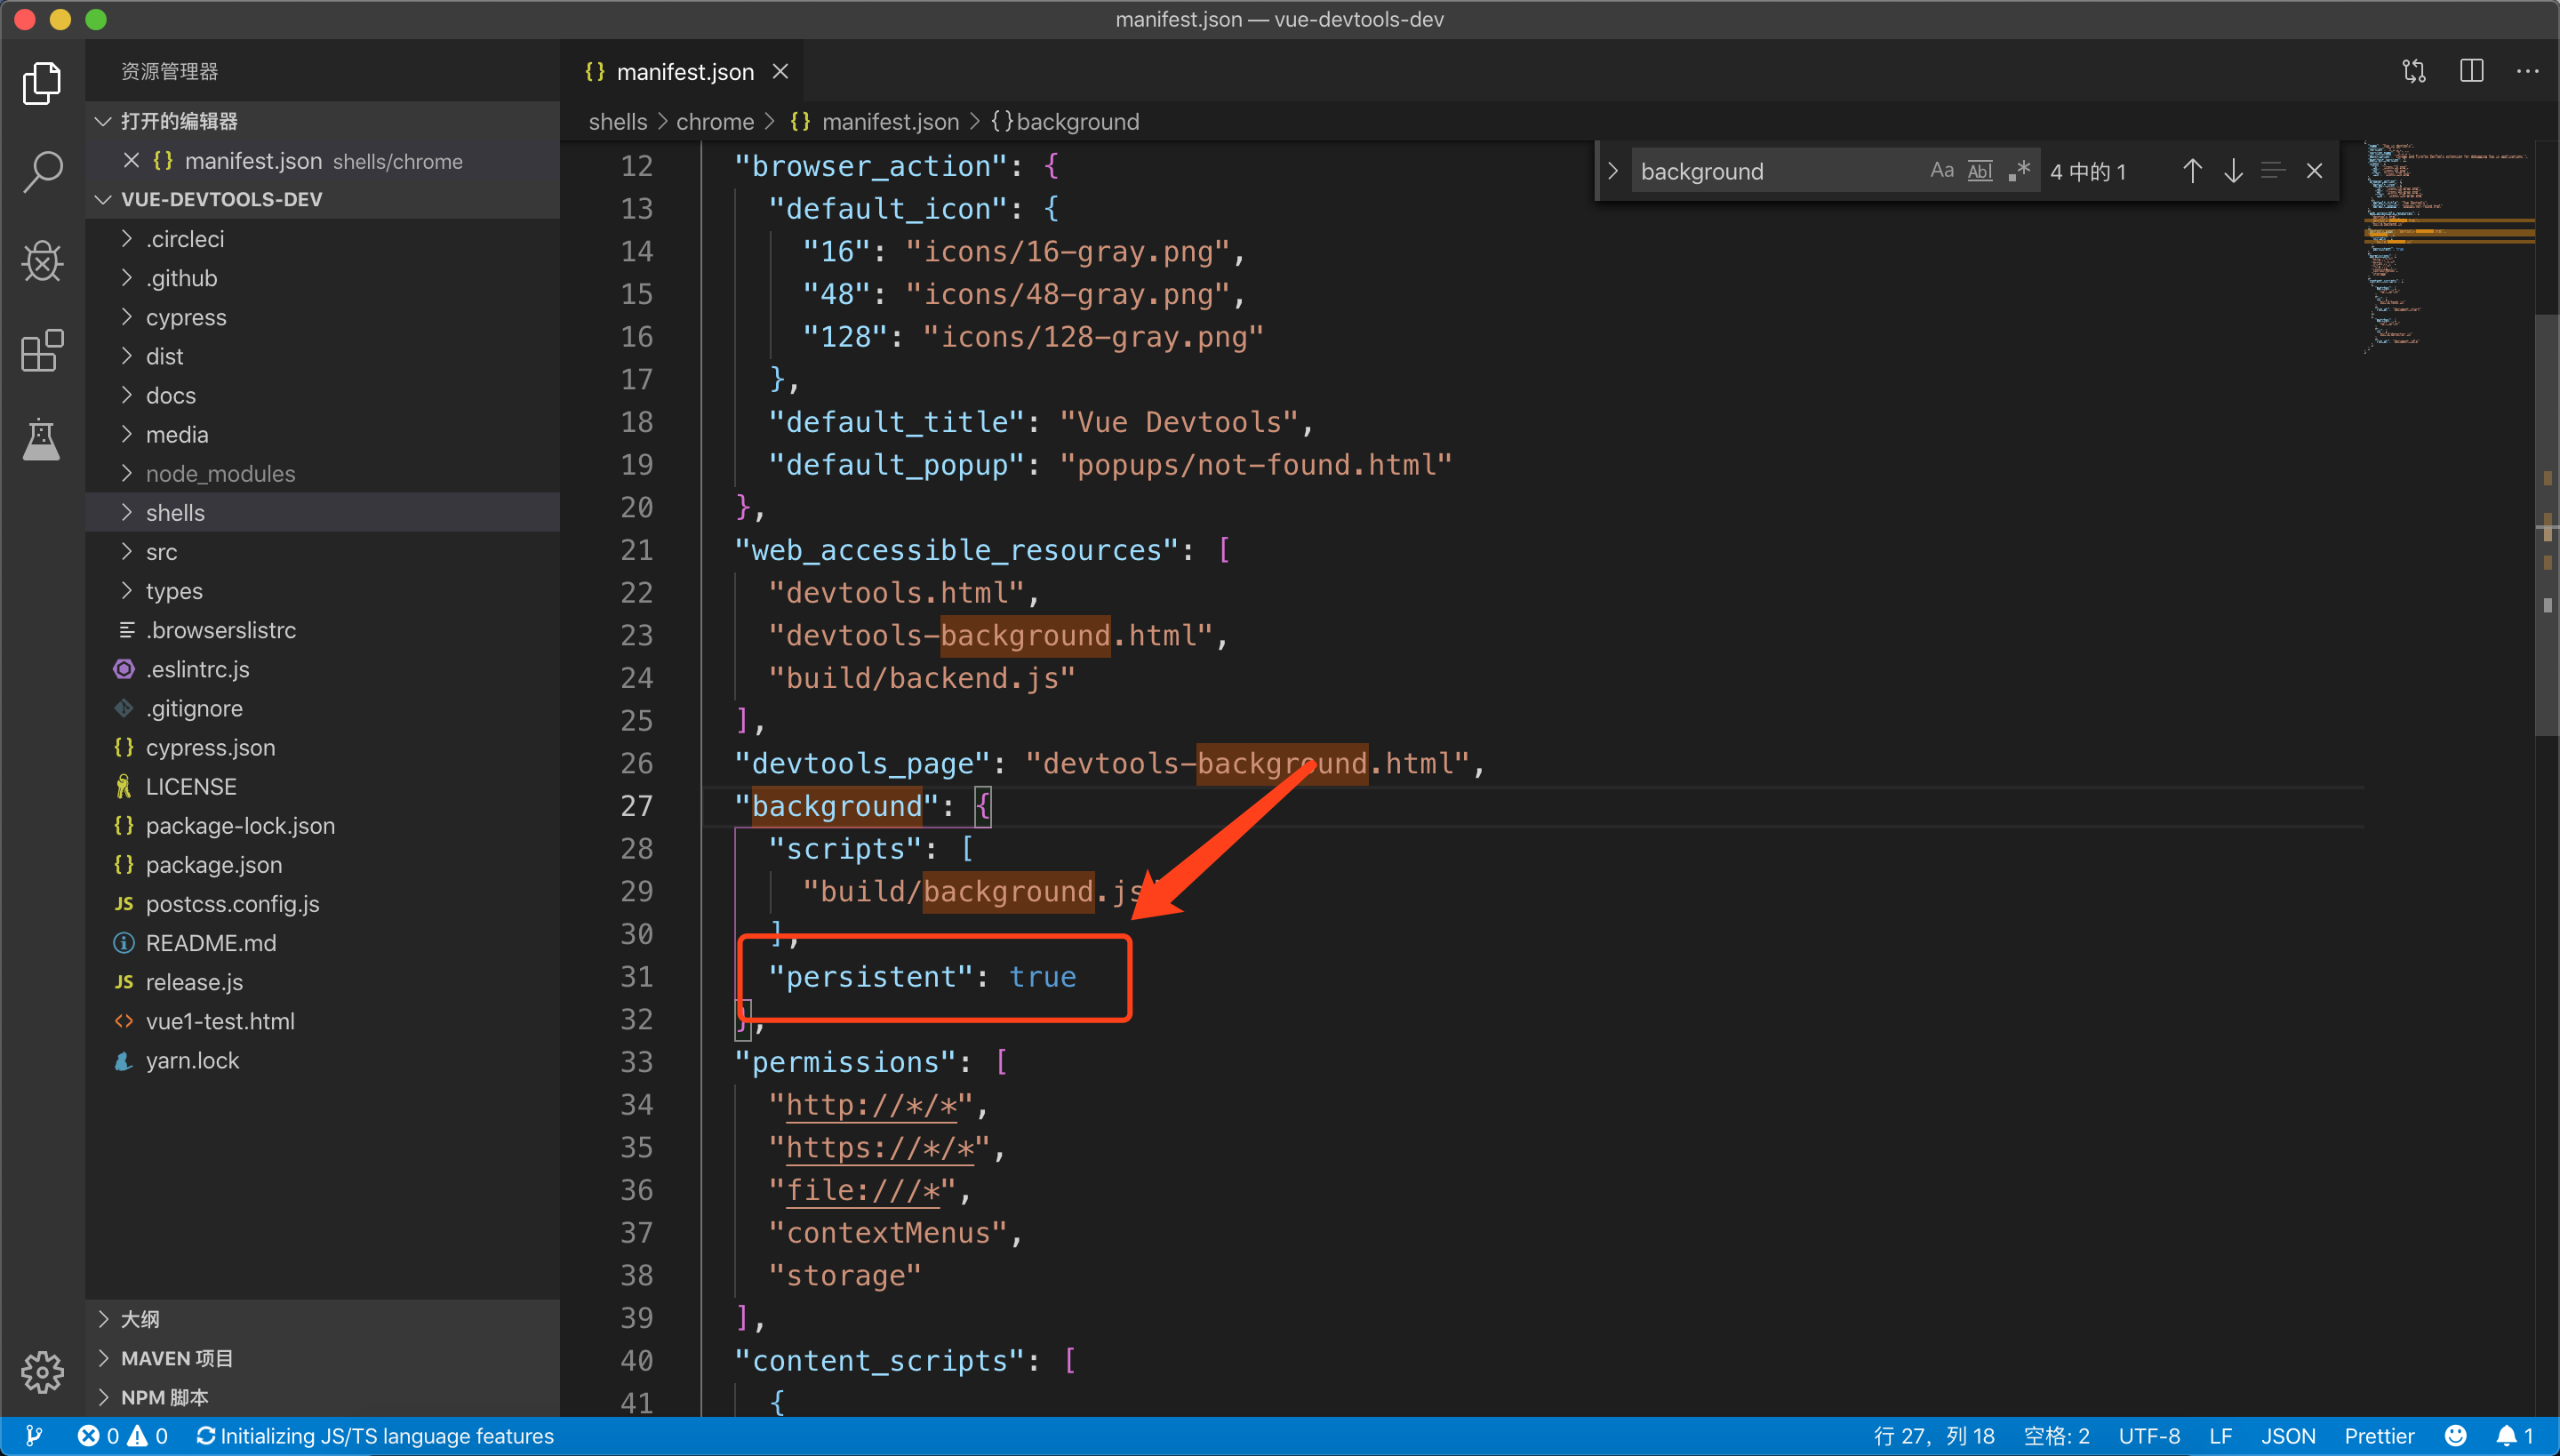 manifest.json — vue-devtools-dev
资源管理器
打开的编辑器
manifest.json shells/chrome
VUE-DEVTOOLS-DEV
.circleci
.github
cypress
dist
docs
media
node_modules
shells
src
types
.browserslistrc
.eslintrc.js
.gitignore
{} cypress.json
LICENSE
{} package-lock.json
{} package.json
JS postcss.config.js
README.md
JS release.js
<> vue1-test.html
yarn.lock
大纲
MAVEN 项目
NPM 脚本
{} manifest.json
shells > chrome > {} manifest.json > {} background
background Aa Abl .* 4 中的 1
12 "browser_action": {
13 "default_icon": {
14 "16": "icons/16-gray.png",
15 "48": "icons/48-gray.png",
16 "128": "icons/128-gray.png"
17 },
18 "default_title": "Vue Devtools",
19 "default_popup": "popups/not-found.html"
20 },
21 "web_accessible_resources": [
22 "devtools.html",
23 "devtools-background.html",
24 "build/backend.js"
25 ],
26 "devtools_page": "devtools-background.html",
27 "background": {
28 "scripts": [
29 "build/background.js"
30 ],
31 "persistent": true
32 },
33 "permissions": [
34 "http://*/*",
35 "https://*/*",
36 "file:///*",
37 "contextMenus",
38 "storage"
39 ],
40 "content_scripts": [
41 {
0 0 Initializing JS/TS language features
行 27，列 18 空格: 2 UTF-8 LF JSON Prettier 1